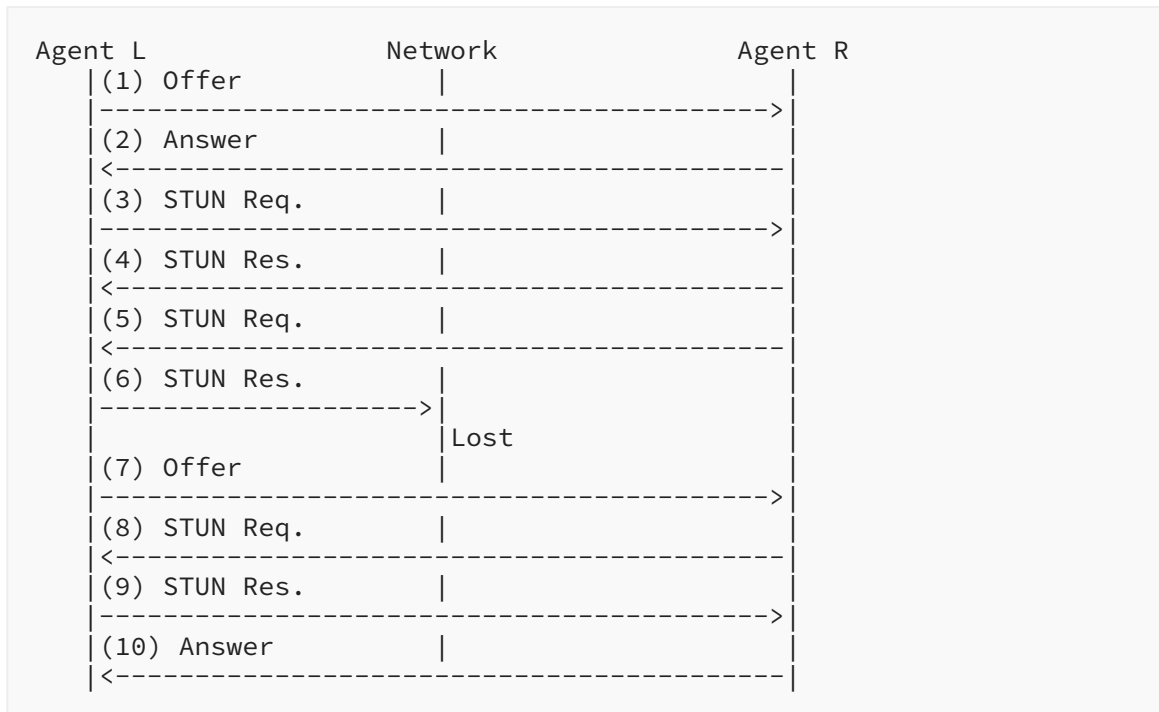 Agent L Network Agent R
(1) Offer
(2) Answer
(3) STUN Req.
(4) STUN Res.
(5) STUN Req.
(6) STUN Res.
Lost
(7) Offer
(8) STUN Req.
(9) STUN Res.
(10) Answer